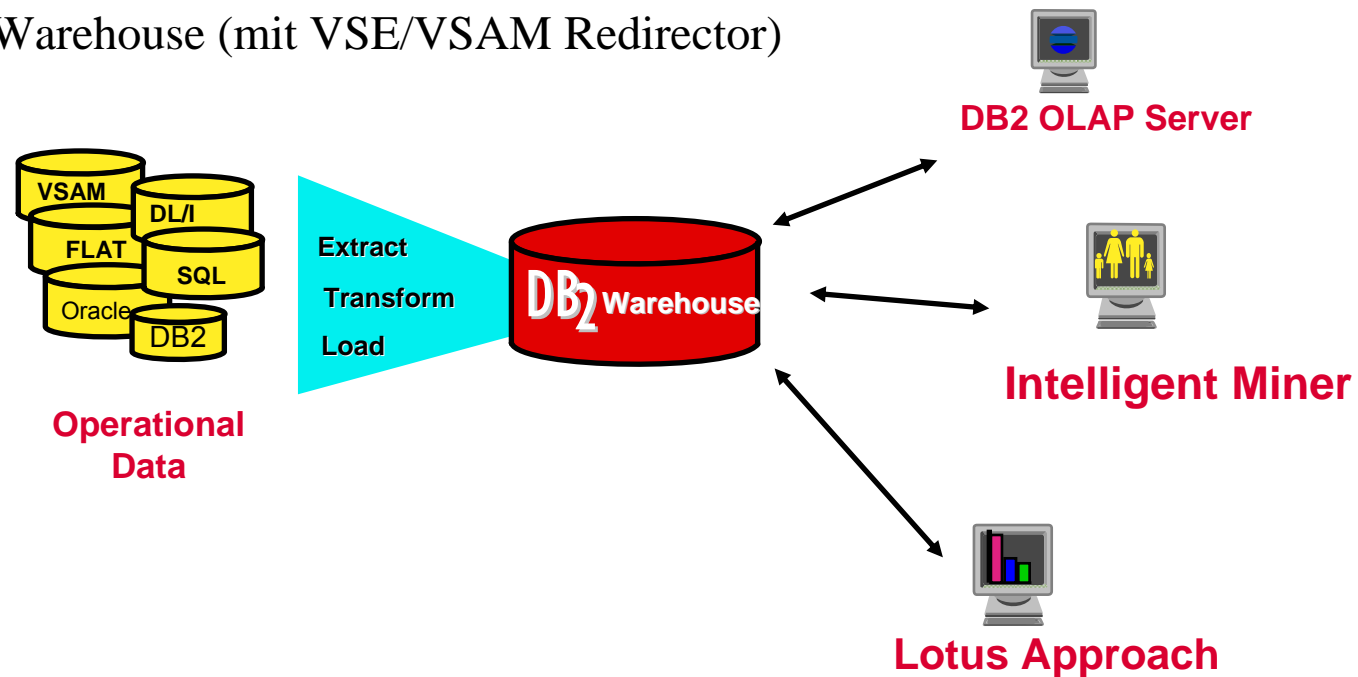 Warehouse (mit VSE/VSAM Redirector)
DB2 OLAP Server
VSAM
DL/I
FLAT
SQL
Oracle
DB2
Operational
Data
Extract
Transform
Load
DB2 Warehouse
Intelligent Miner
Lotus Approach